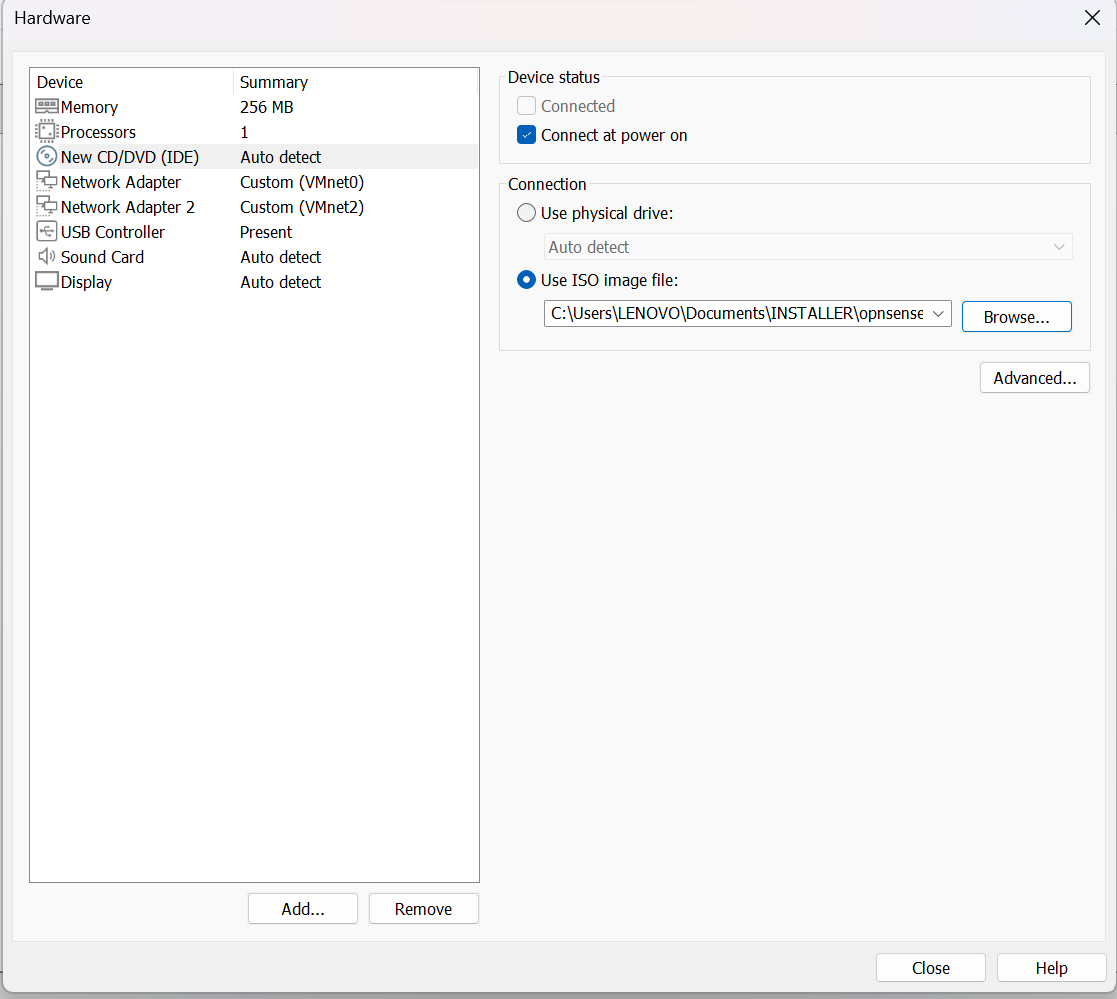 Hardware
Device Summary
Memory 256 MB
Processors 1
New CD/DVD (IDE) Auto detect
Network Adapter Custom (VMnet0)
Network Adapter 2 Custom (VMnet2)
USB Controller Present
Sound Card Auto detect
Display Auto detect
Add... Remove
Device status
Connected
Connect at power on
Connection
Use physical drive:
Auto detect
Use ISO image file:
C:\Users\LENOVO\Documents\INSTALLER\opnsense
Browse...
Advanced...
Close Help